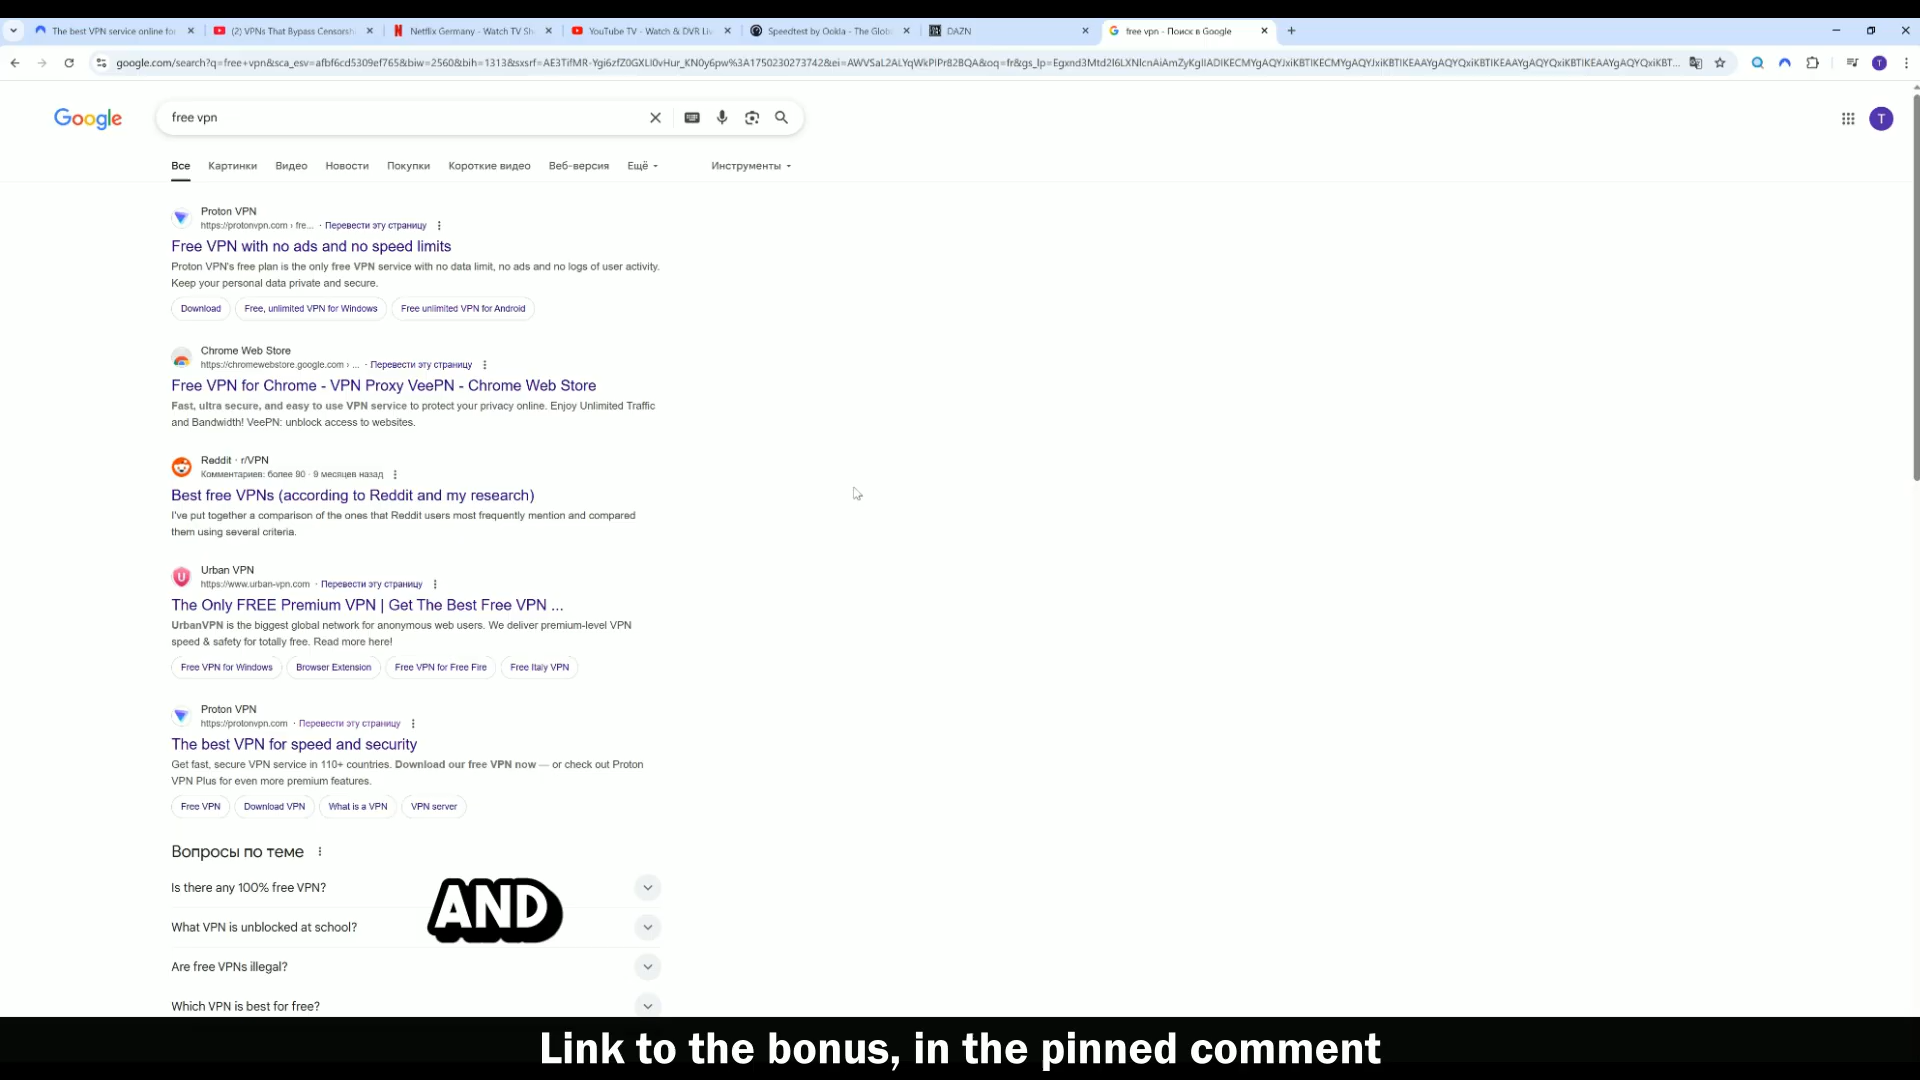 The best VPN service online for
(2) VPNs That Bypass Censorsh
Netflix Germany - Watch TV Sh
YouTube TV - Watch & DVR Liv
Speedtest by Ookla - The Glob
DAZN
free vpn - Поиск в Google
Google
free vpn
T
Все
Картинки
Видео
Новости
Покупки
Короткие видео
Веб-версия
Ещё
Инструменты
Proton VPN
https://protonvpn.com › fre... · Перевести эту страницу
Free VPN with no ads and no speed limits
Proton VPN's free plan is the only free VPN service with no data limit, no ads and no logs of user activity.
Keep your personal data private and secure.
Download
Free, unlimited VPN for Windows
Free unlimited VPN for Android
Chrome Web Store
https://chromewebstore.google.com › ... · Перевести эту страницу
Free VPN for Chrome - VPN Proxy VeePN - Chrome Web Store
Fast, ultra secure, and easy to use VPN service to protect your privacy online. Enjoy Unlimited Traffic
and Bandwidth! VeePN: unblock access to websites.
Reddit · r/VPN
Комментариев: более 90 · 9 месяцев назад
Best free VPNs (according to Reddit and my research)
I've put together a comparison of the ones that Reddit users most frequently mention and compared
them using several criteria.
Urban VPN
https://www.urban-vpn.com · Перевести эту страницу
The Only FREE Premium VPN | Get The Best Free VPN ...
UrbanVPN is the biggest global network for anonymous web users. We deliver premium-level VPN
speed & safety for totally free. Read more here!
Free VPN for Windows
Browser Extension
Free VPN for Free Fire
Free Italy VPN
Proton VPN
https://protonvpn.com · Перевести эту страницу
The best VPN for speed and security
Get fast, secure VPN service in 110+ countries. Download our free VPN now — or check out Proton
VPN Plus for even more premium features.
Free VPN
Download VPN
What is a VPN
VPN server
Вопросы по теме
Is there any 100% free VPN?
AND
What VPN is unblocked at school?
Are free VPNs illegal?
Which VPN is best for free?
Link to the bonus, in the pinned comment